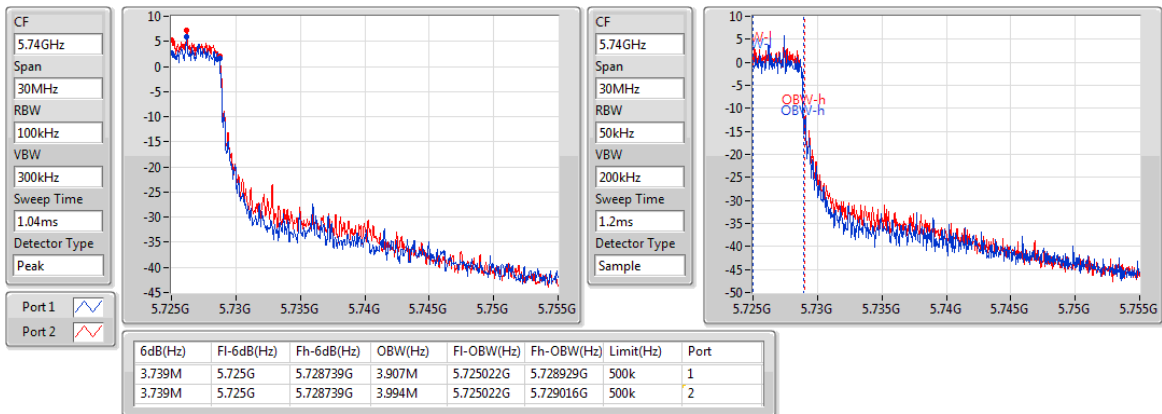 CF
5.74GHz
Span
30MHz
RBW
100kHz
VBW
300kHz
Sweep Time
1.04ms
Detector Type
Peak
Port 1
Port 2
10
5
0
-5
-10
-15
-20
-25
-30
-35
-40
-45
5.725G 5.73G 5.735G 5.74G 5.745G 5.75G 5.755G
CF
5.74GHz
Span
30MHz
RBW
50kHz
VBW
200kHz
Sweep Time
1.2ms
Detector Type
Sample
10
5
0
-5
-10
-15
-20
-25
-30
-35
-40
-45
-50
OBW-h
OBW-h
5.725G 5.73G 5.735G 5.74G 5.745G 5.75G 5.755G
6dB(Hz) Fl-6dB(Hz) Fh-6dB(Hz) OBW(Hz) Fl-OBW(Hz) Fh-OBW(Hz) Limit(Hz) Port
3.739M 5.725G 5.728739G 3.907M 5.725022G 5.728929G 500k 1
3.739M 5.725G 5.728739G 3.994M 5.725022G 5.729016G 500k 2